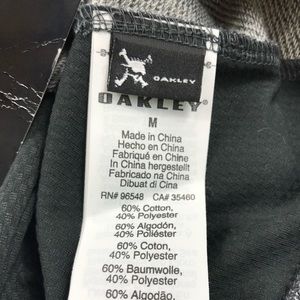 OAKLEY
OAKLEY
M
Made in China
Hecho en China
Fabriqué en Chine
In China hergestellt
Fabricado na China
Dibuat di Cina
RN# 96548 CA# 35460
60% Cotton,
40% Polyester
60% Algodón,
40% Poliéster
60% Coton,
40% Polyester
60% Baumwolle,
40% Polyester
60% Algodão,